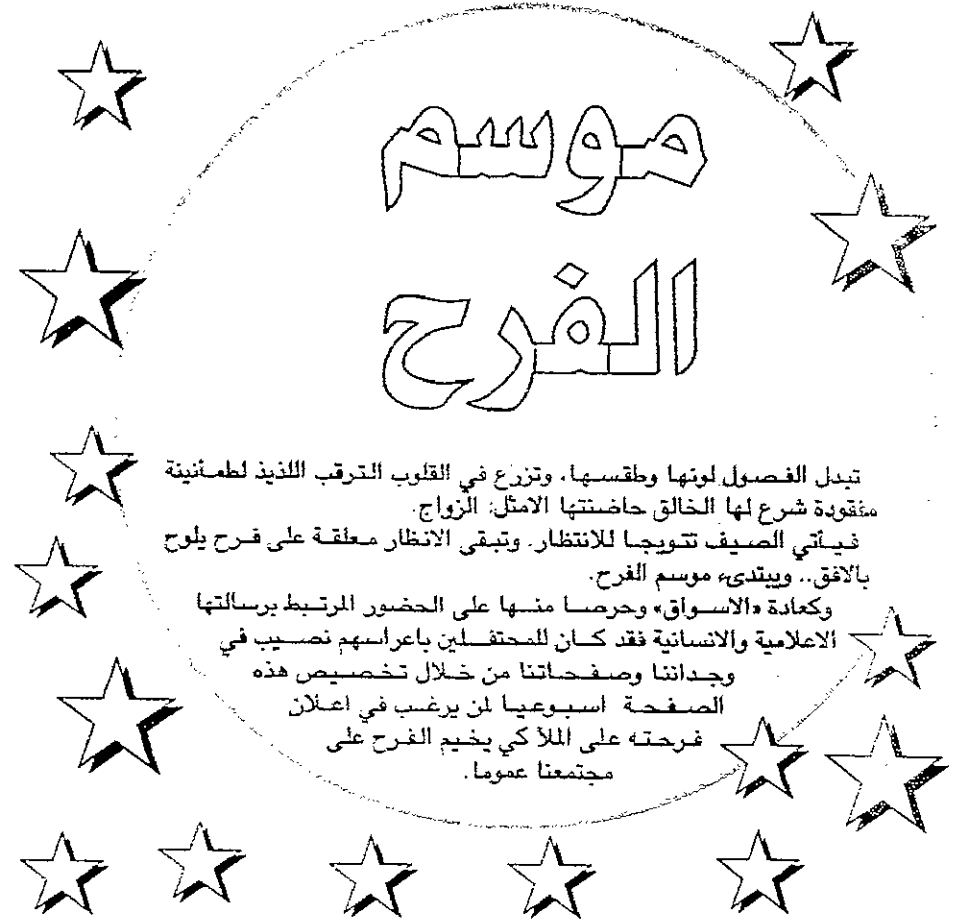 موسم
الفرح
تبدل الفصول لونها وطقسها، وتزرع في القلوب الترقب اللذيذ لطمأنينة
مفقودة شرع لها الخالق حاضنتها الامثل: الزواج.
فيأتي الصيف تتويجا للانتظار. وتبقى الانظار معلقة على فرح يلوح
بالافق.. ويبتدىء موسم الفرح.
وكعادة «الاسواق» وحرصا منها على الحضور المرتبط برسالتها
الاعلامية والانسانية فقد كان للمحتفلين باعراسهم نصيب في
وجداننا وصفحاتنا من خلال تخصيص هذه
الصفحة اسبوعيا لمن يرغب في اعلان
فرحته على الملأ كي يخيم الفرح على
مجتمعنا عموما.